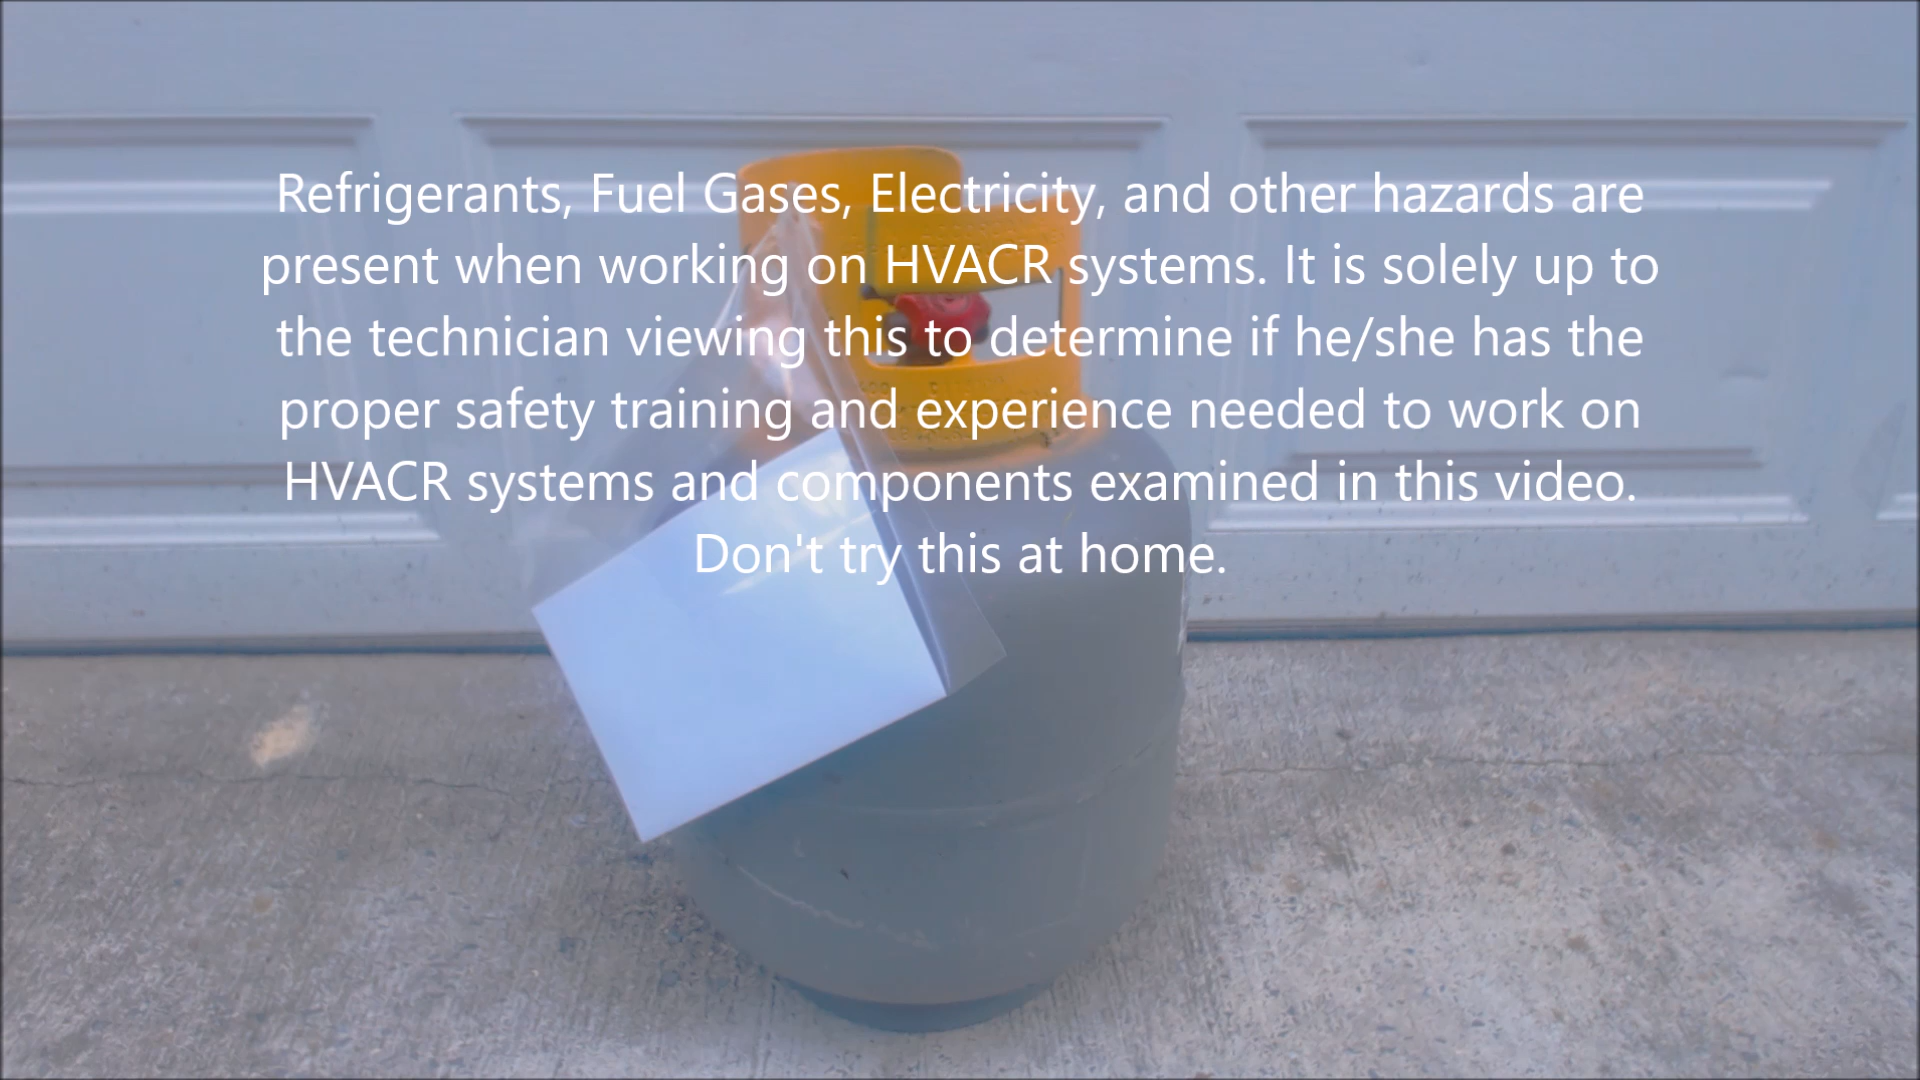 Refrigerants, Fuel Gases, Electricity, and other hazards are
present when working on HVACR systems. It is solely up to
the technician viewing this to determine if he/she has the
proper safety training and experience needed to work on
HVACR systems and components examined in this video.
Don't try this at home.